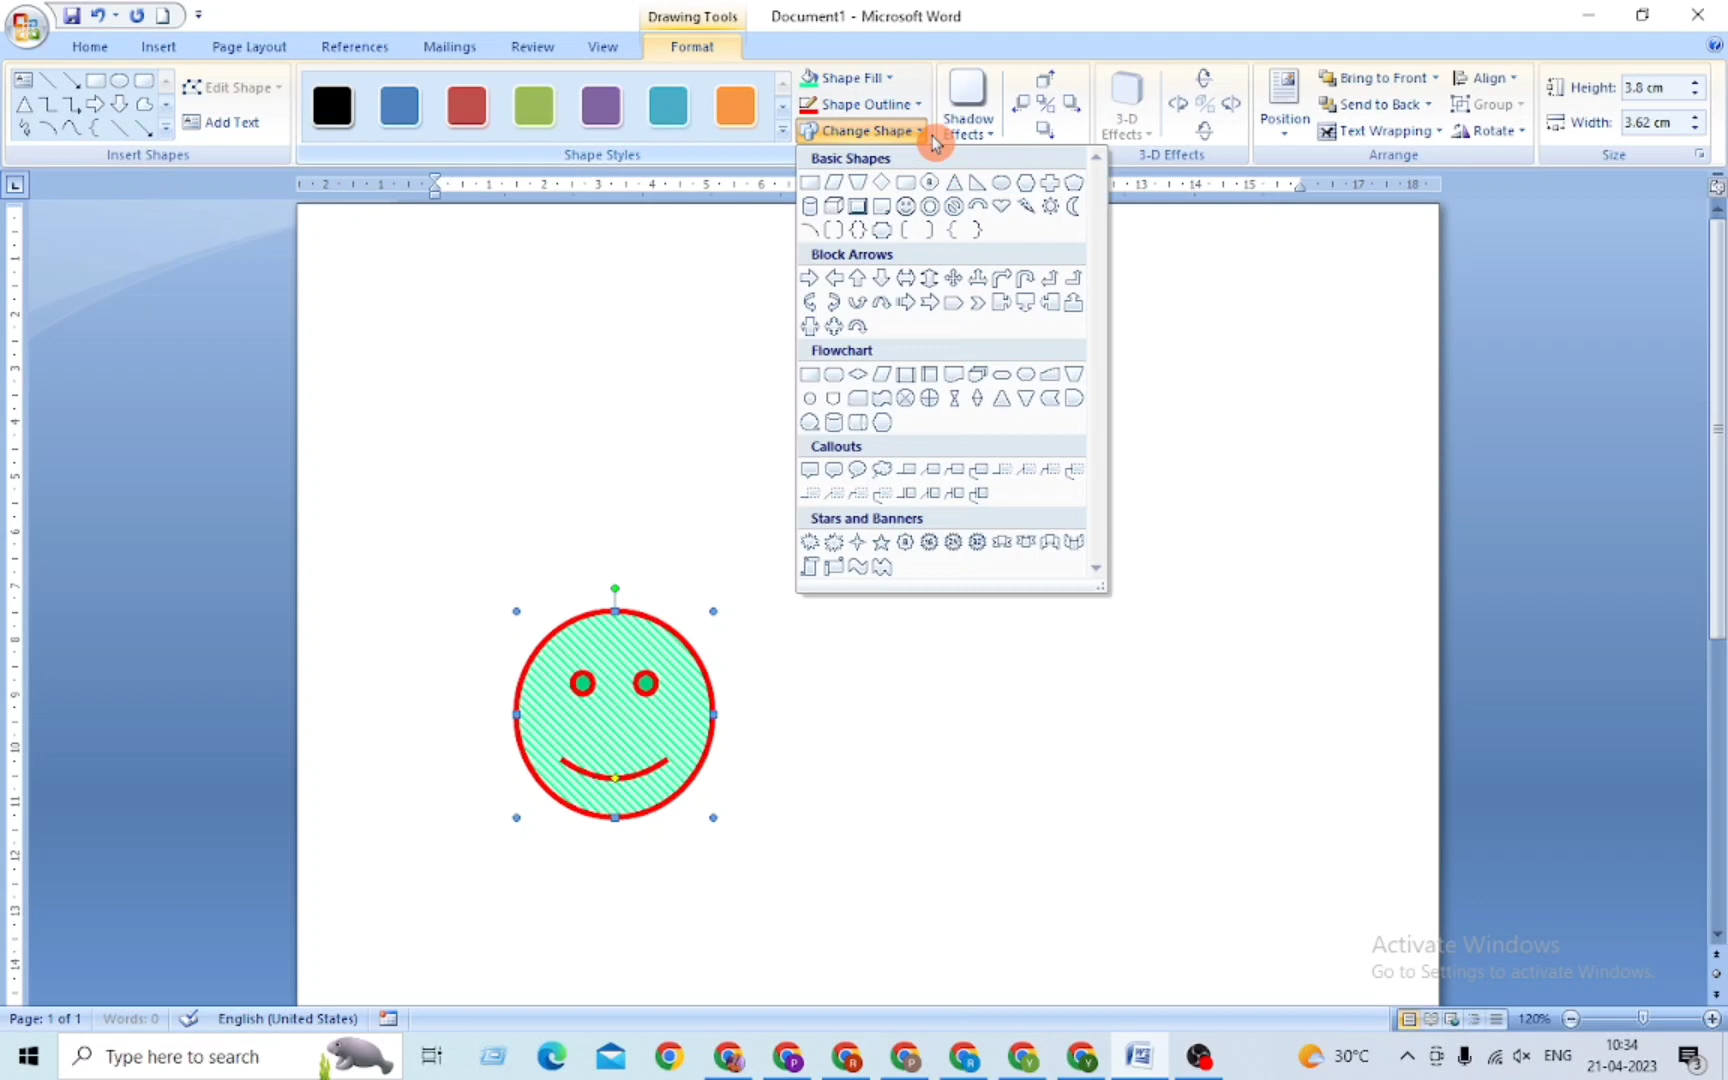 Drawing Tools Document1 - Microsoft Word
Home Insert Page Layout References Mailings Review View Format
Edit Shape
Add Text
Insert Shapes
Shape Styles
Shape Fill
Shape Outline
Change Shape
Shadow
Effects
3-D
Effects
3-D Effects
Position
Bring to Front
Send to Back
Text Wrapping
Align
Group
Rotate
Arrange
Height: 3.8 cm
Width: 3.62 cm
Size
Basic Shapes
Block Arrows
Flowchart
Callouts
Stars and Banners
Activate Windows
Go to Settings to activate Windows.
Page: 1 of 1 Words: 0 English (United States) 120%
Type here to search 30°C ENG 10:34
21-04-2023 3